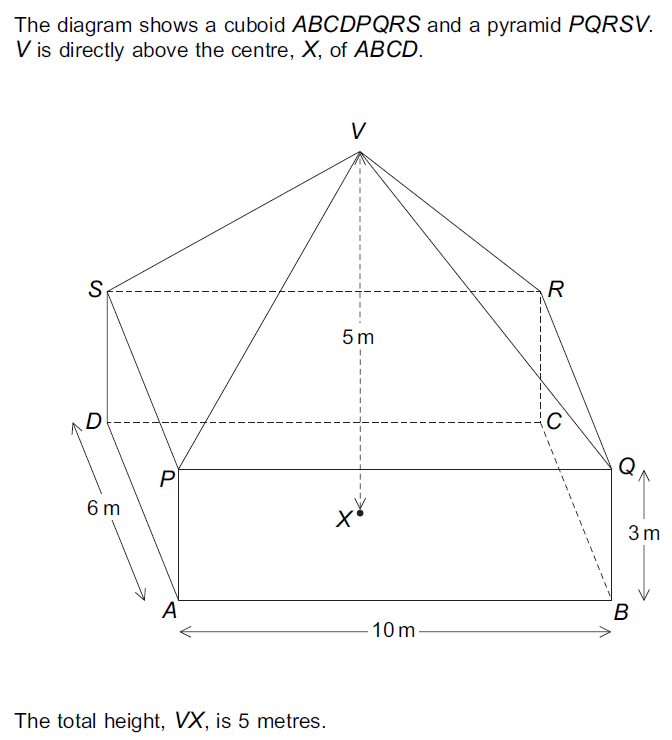 The diagram shows a cuboid ABCDPQRS and a pyramid PQRSV.
V is directly above the centre, X, of ABCD.
V
S
R
5 m
D
C
P
Q
6 m
X
3 m
A
B
10 m
The total height, VX, is 5 metres.